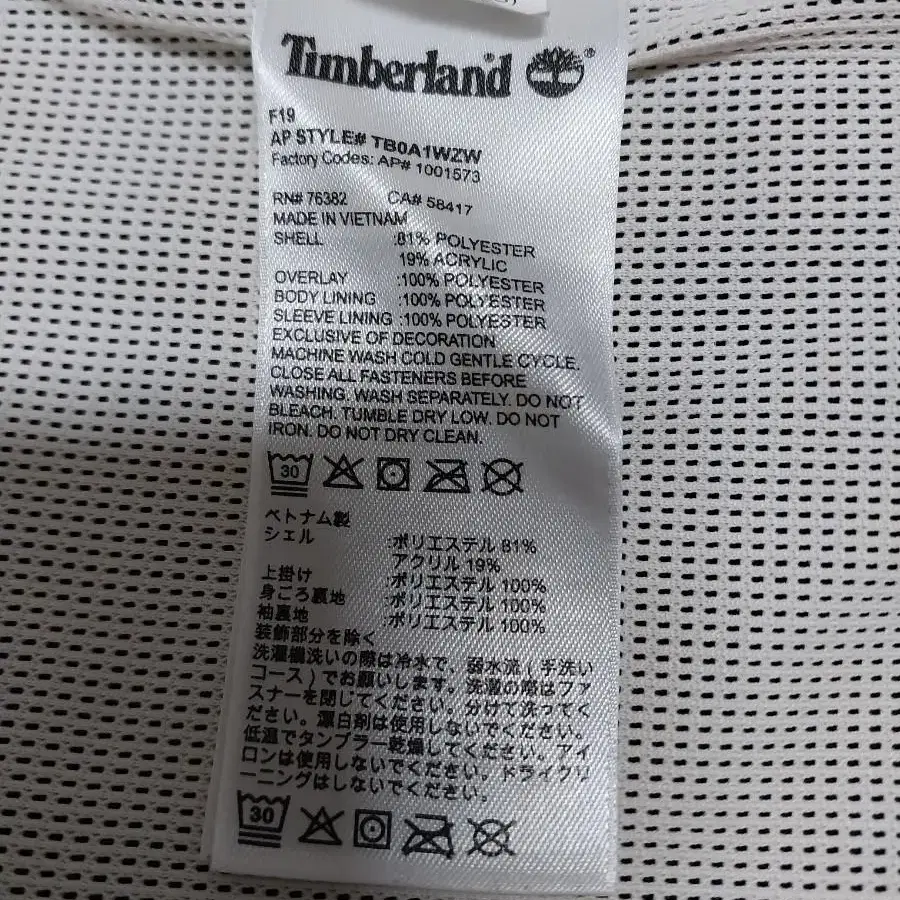 Timberland ®
F19
AP STYLE# TB0A1WZW
Factory Codes: AP# 1001573
RN# 76382 CA# 58417
MADE IN VIETNAM
SHELL :81% POLYESTER
19% ACRYLIC
OVERLAY :100% POLYESTER
BODY LINING :100% POLYESTER
SLEEVE LINING :100% POLYESTER
EXCLUSIVE OF DECORATION
MACHINE WASH COLD GENTLE CYCLE.
CLOSE ALL FASTENERS BEFORE
WASHING. WASH SEPARATELY. DO NOT
BLEACH. TUMBLE DRY LOW. DO NOT
IRON. DO NOT DRY CLEAN.
30
ベトナム製
シェル :ポリエステル 81%
アクリル 19%
上掛け :ポリエステル 100%
身ごろ裏地 :ポリエステル 100%
袖裏地 :ポリエステル 100%
装飾部分を除く
洗濯機洗いの際は冷水で、弱水流(手洗い
コース)でお願いします。洗濯の際はファ
スナーを閉じてください。分けて洗ってく
ださい。漂白剤は使用しないでください。
低温でタンブラー乾燥してください。アイ
ロンは使用しないでください。ドライクリ
ーニングはしないでください。
30